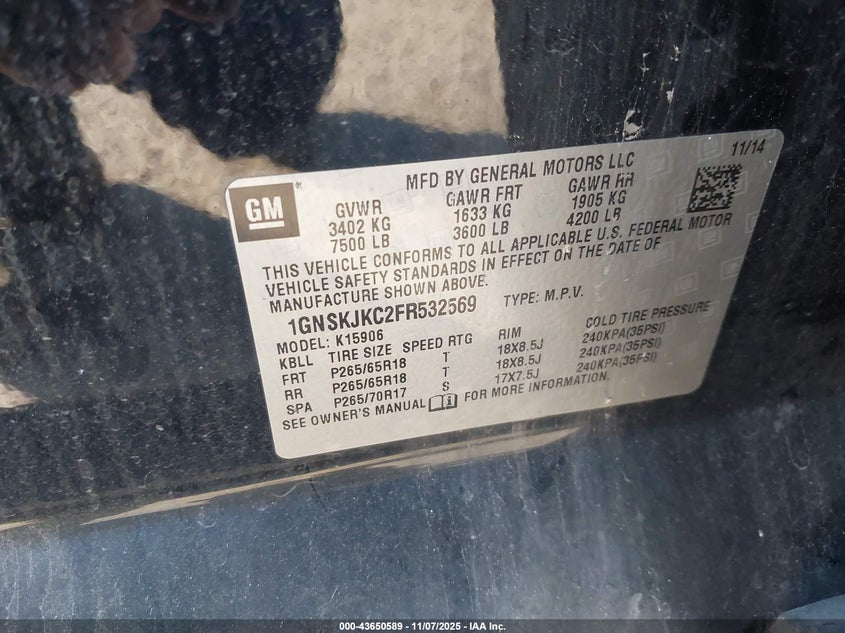 11/14
MFD BY GENERAL MOTORS LLC
GM ®
GVWR GAWR FRT GAWR RR
3402 KG 1633 KG 1905 KG
7500 LB 3600 LB 4200 LB
THIS VEHICLE CONFORMS TO ALL APPLICABLE U.S. FEDERAL MOTOR
VEHICLE SAFETY STANDARDS IN EFFECT ON THE DATE OF
MANUFACTURE SHOWN ABOVE.
1GNSKJKC2FR532569 TYPE: M.P.V.
MODEL: K15906
KBLL TIRE SIZE SPEED RTG RIM COLD TIRE PRESSURE
FRT P265/65R18 T 18X8.5J 240KPA(35PSI)
RR P265/65R18 T 18X8.5J 240KPA(35PSI)
SPA P265/70R17 S 17X7.5J 240KPA(35PSI)
SEE OWNER'S MANUAL FOR MORE INFORMATION.
000-43650589 - 11/07/2025 - IAA Inc.